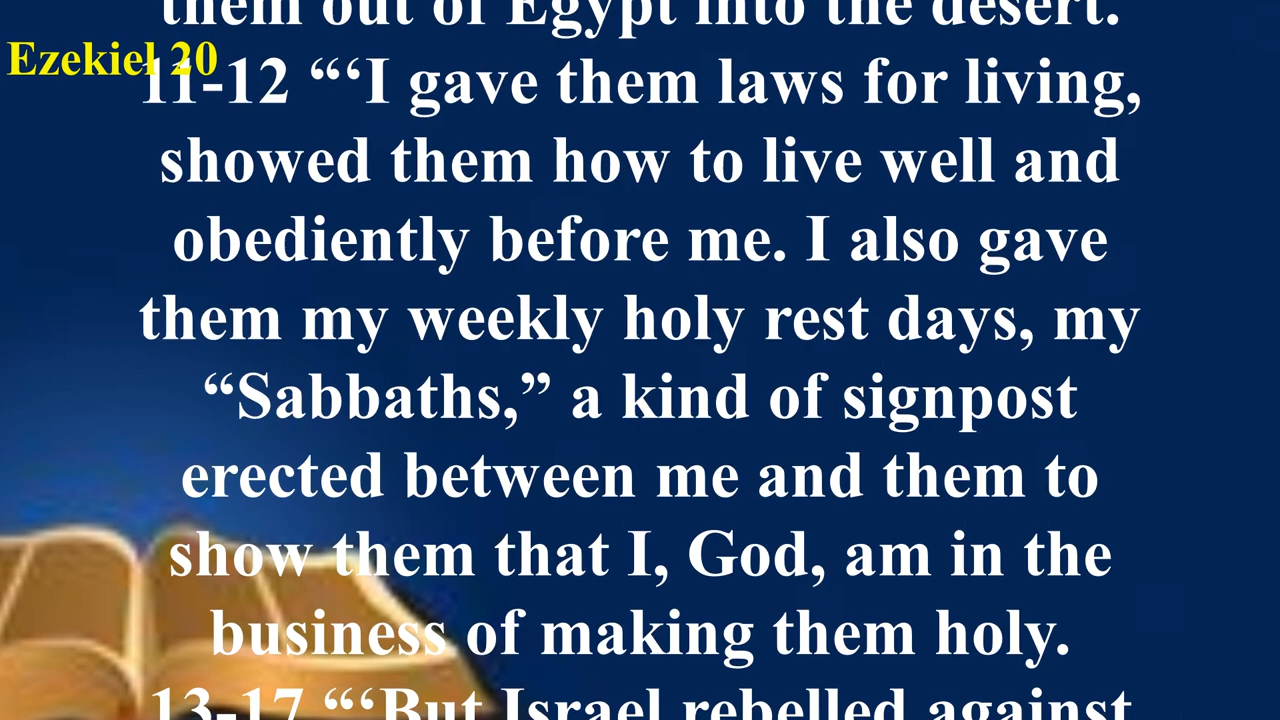 them out of Egypt into the desert.
Ezekiel 20
11-12 “‘I gave them laws for living,
showed them how to live well and
obediently before me. I also gave
them my weekly holy rest days, my
“Sabbaths,” a kind of signpost
erected between me and them to
show them that I, God, am in the
business of making them holy.
13-17 “‘But Israel rebelled against